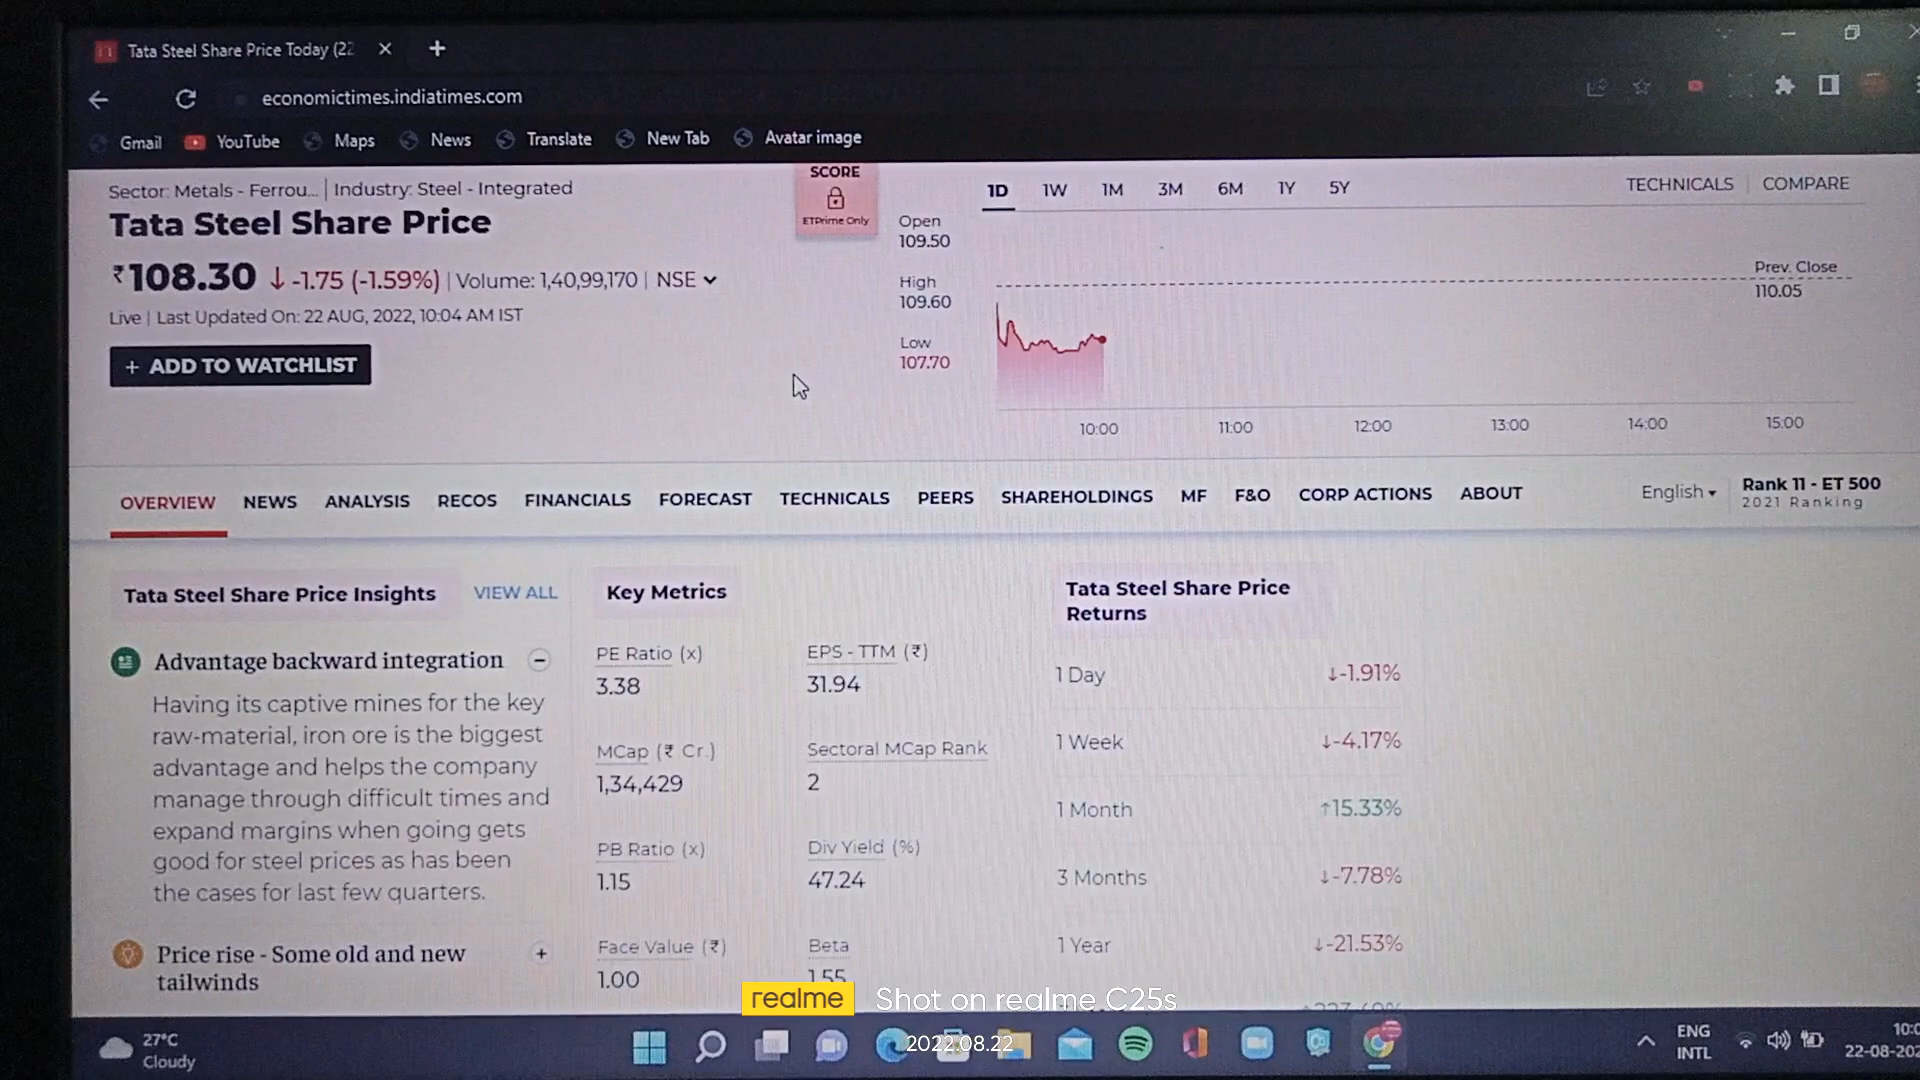 Tata Steel Share Price Today (22
economictimes.indiatimes.com
Gmail YouTube Maps News Translate New Tab Avatar image
Sector: Metals - Ferrou... | Industry: Steel - Integrated
Tata Steel Share Price
₹108.30 ↓ -1.75 (-1.59%) | Volume: 1,40,99,170 | NSE
Live | Last Updated On: 22 AUG, 2022, 10:04 AM IST
+ ADD TO WATCHLIST
SCORE
ETPrime Only
Open
109.50
High
109.60
Low
107.70
1D 1W 1M 3M 6M 1Y 5Y
TECHNICALS | COMPARE
Prev. Close
110.05
10:00 11:00 12:00 13:00 14:00 15:00
OVERVIEW NEWS ANALYSIS RECOS FINANCIALS FORECAST TECHNICALS PEERS SHAREHOLDINGS MF F&O CORP ACTIONS ABOUT
English
Rank 11 - ET 500
2021 Ranking
Tata Steel Share Price Insights VIEW ALL
Advantage backward integration
Having its captive mines for the key
raw-material, iron ore is the biggest
advantage and helps the company
manage through difficult times and
expand margins when going gets
good for steel prices as has been
the cases for last few quarters.
Price rise - Some old and new
tailwinds
Key Metrics
PE Ratio (x)
3.38
EPS - TTM (₹)
31.94
MCap (₹ Cr.)
1,34,429
Sectoral MCap Rank
2
PB Ratio (x)
1.15
Div Yield (%)
47.24
Face Value (₹)
1.00
Beta
1.55
Tata Steel Share Price
Returns
1 Day ↓-1.91%
1 Week ↓-4.17%
1 Month ↑15.33%
3 Months ↓-7.78%
1 Year ↓-21.53%
realme Shot on realme C25s
2022.08.22
27°C
Cloudy
ENG
INTL
10:0
22-08-202